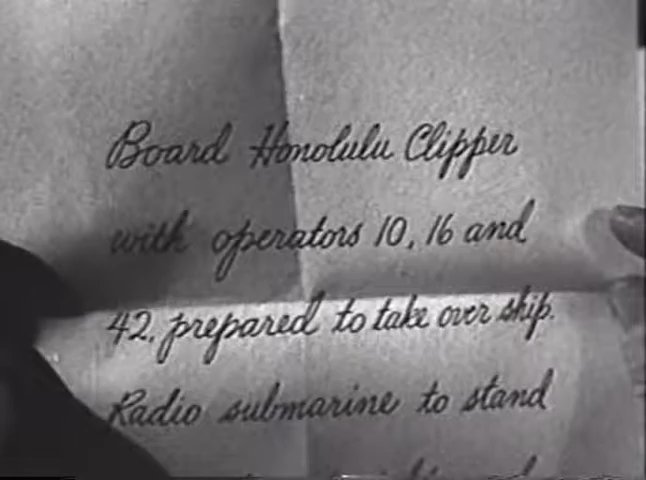 Board Honolulu Clipper
with operators 10, 16 and
42, prepared to take over ship.
Radio submarine to stand